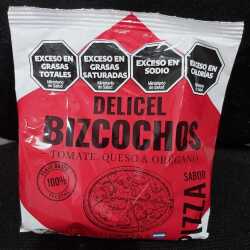 EXCESO EN GRASAS TOTALES
Ministerio de Salud
EXCESO EN GRASAS SATURADAS
Ministerio de Salud
EXCESO EN SODIO
Ministerio de Salud
EXCESO EN CALORÍAS
Ministerio de Salud
DELICEL
BIZCOCHOS
TOMATE, QUESO & ORÉGANO
100%
SABOR
PIZZA